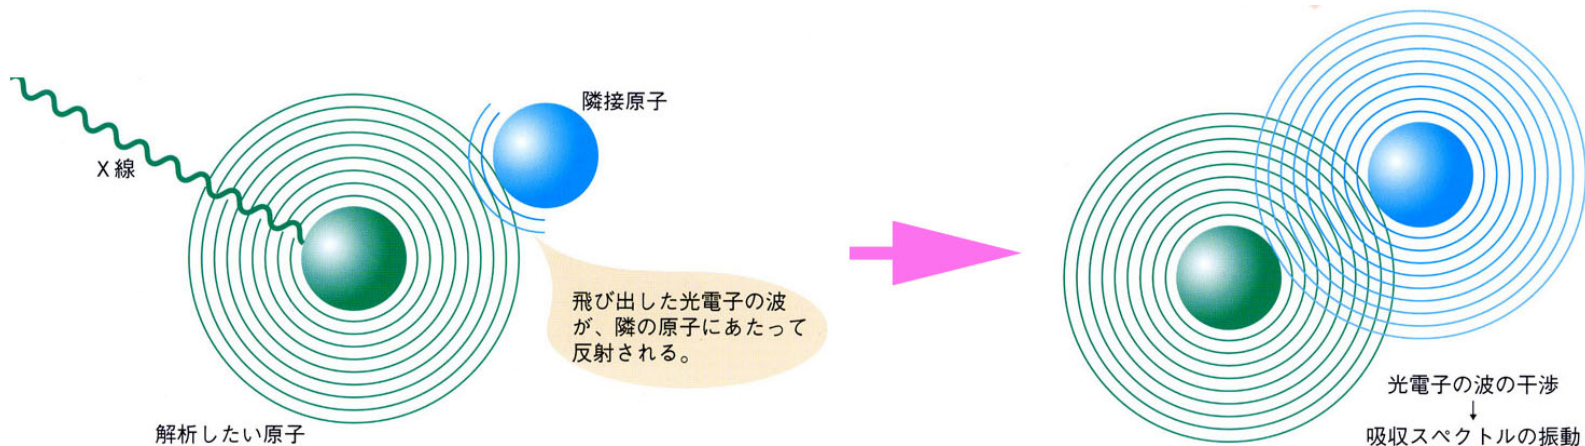 隣接原子
X線
飛び出した光電子の波
が、隣の原子にあたって
反射される。
解析したい原子
光電子の波の干渉
↓
吸収スペクトルの振動